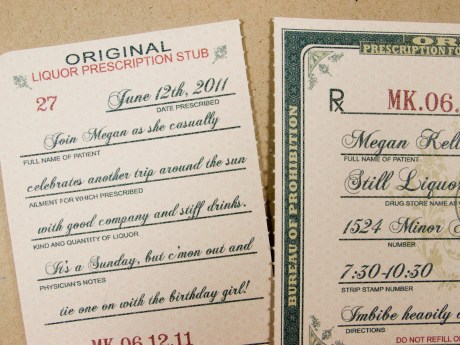 ORIGINAL
LIQUOR PRESCRIPTION STUB
27
June 12th, 2011
DATE PRESCRIBED
Join Megan as she casually
FULL NAME OF PATIENT
celebrates another trip around the sun
AILMENT FOR WHICH PRESCRIBED
with good company and stiff drinks.
KIND AND QUANTITY OF LIQUOR
It's a Sunday, but c'mon out and
PHYSICIAN'S NOTES
tie one on with the birthday girl!
MK.06.12.11
PRESCRIPTION FO
BUREAU OF PROHIBITION
Rx
MK.06.
Megan Kell
FULL NAME OF PATIENT
Still Liquor
DRUG STORE NAME AS
1524 Minor
NUMBER
7:30-10:30
STRIP STAMP NUMBER
Imbibe heavily
DIRECTIONS
DO NOT REFILL O